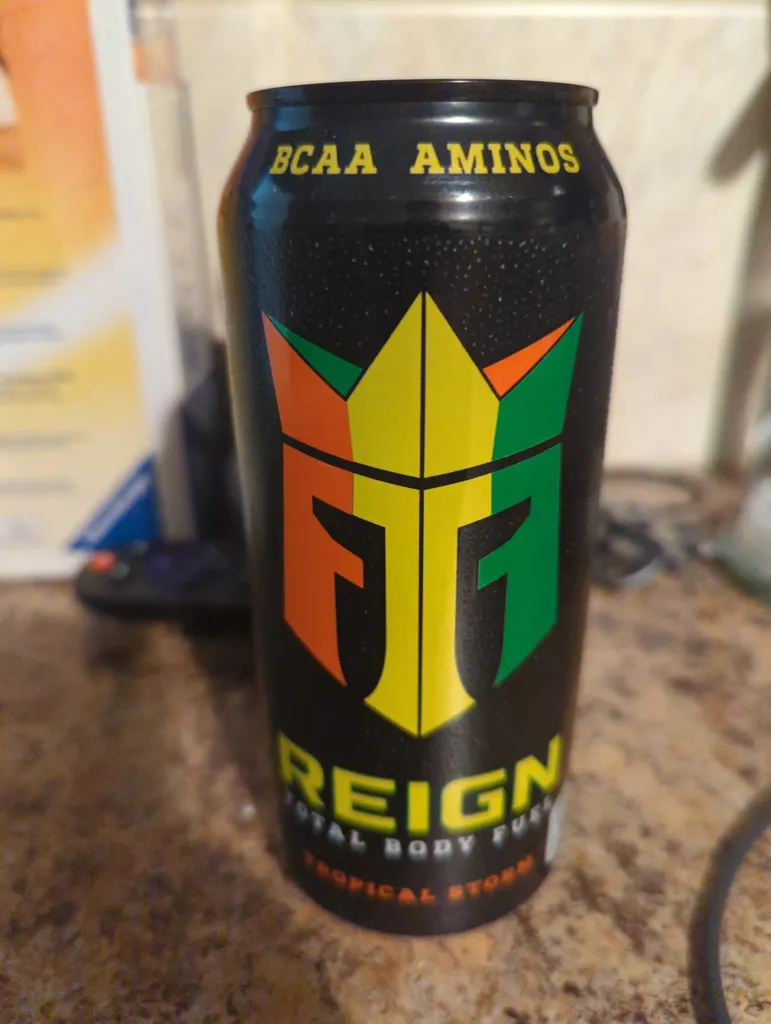 BCAA AMINOS
REIGN
TOTAL BODY FUEL
TROPICAL STORM